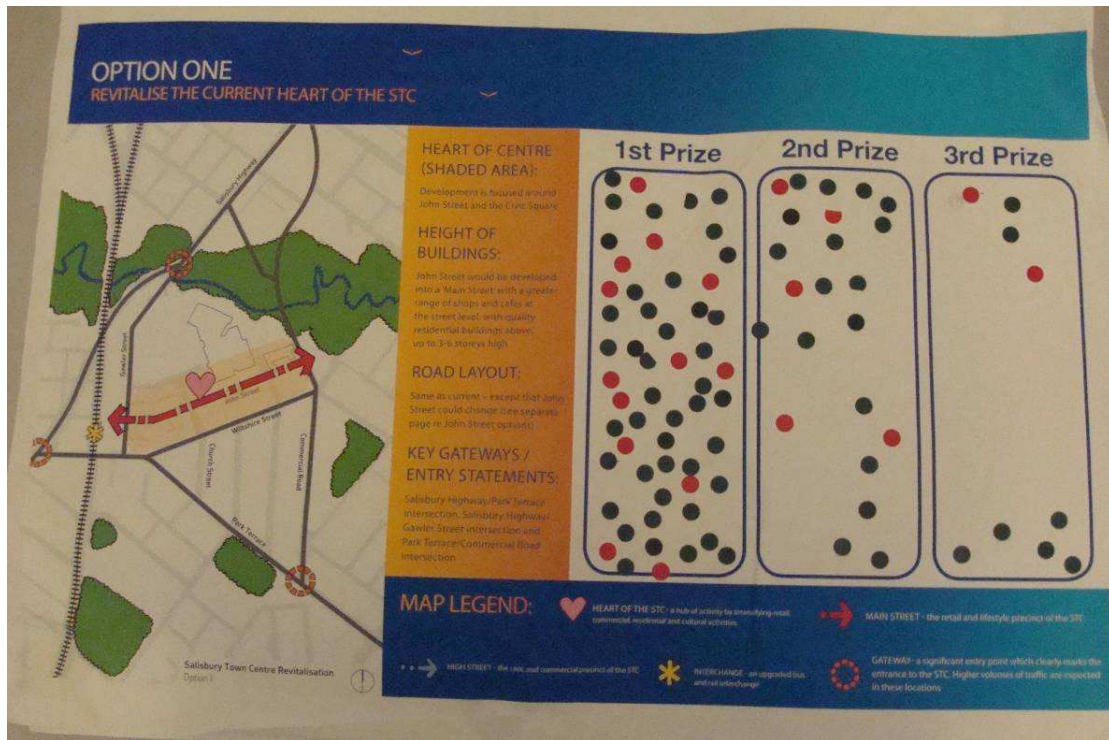 OPTION ONE
REVITALISE THE CURRENT HEART OF THE STC
Salisbury Highway
Gawler Street
John Street
Wiltshire Street
Church Street
Commercial Road
Park Terrace
Salisbury Town Centre Revitalisation
Option 1
HEART OF CENTRE
(SHADED AREA):
Development is focused around
John Street and the Civic Square
HEIGHT OF
BUILDINGS:
John Street would be developed
into a 'Main Street' with a greater
range of shops and cafes at
the street level, with quality
residential buildings above,
up to 3-6 storeys high.
ROAD LAYOUT:
Same as current - except that John
Street could change (see separate
page re John Street options)
KEY GATEWAYS /
ENTRY STATEMENTS:
Salisbury Highway/Park Terrace
intersection, Salisbury Highway/
Gawler Street intersection and
Park Terrace/Commercial Road
intersection.
1st Prize
2nd Prize
3rd Prize
MAP LEGEND:
HEART OF THE STC - a hub of activity by intensifying retail,
commercial, residential and cultural activities.
MAIN STREET - the retail and lifestyle precinct of the STC
HIGH STREET - the civic and commercial precinct of the STC
INTERCHANGE - an upgraded bus
and rail interchange
GATEWAY - a significant entry point which clearly marks the
entrance to the STC. Higher volumes of traffic are expected
in these locations